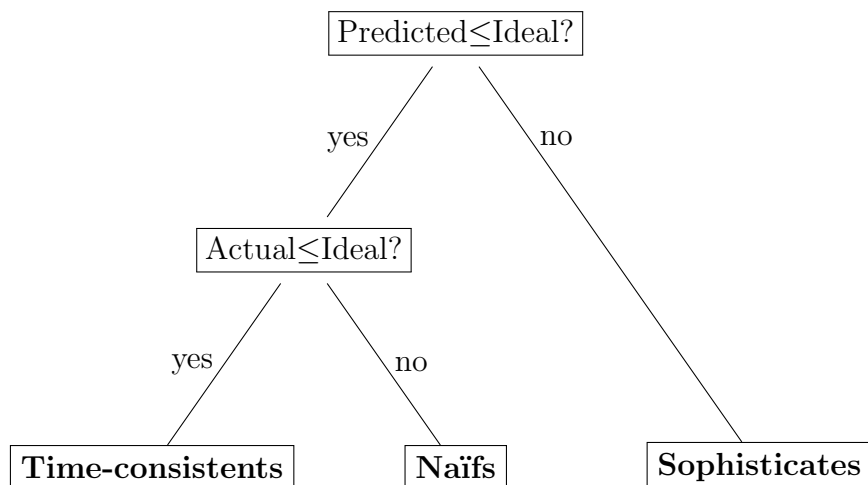 Predicted≤Ideal?
yes
no
Actual≤Ideal?
yes
no
Time-consistents
Naïfs
Sophisticates